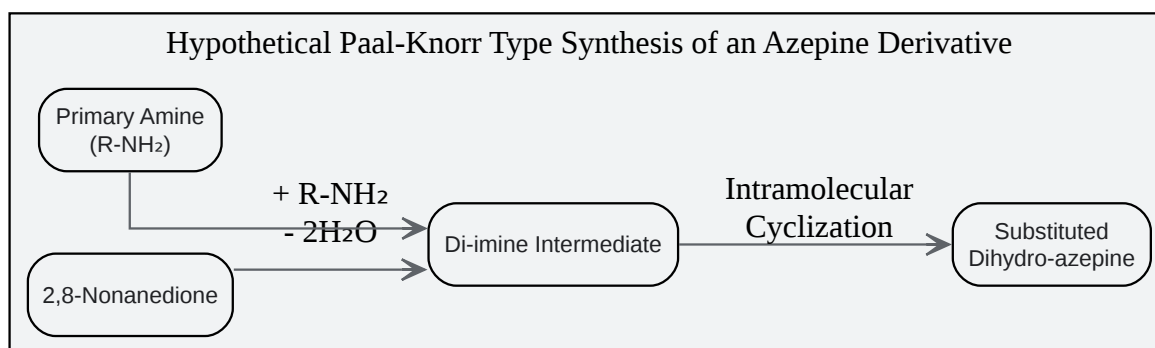 Hypothetical Paal-Knorr Type Synthesis of an Azepine Derivative
Primary Amine
(R-NH₂)
+ R-NH₂
- 2H₂O
Intramolecular
Cyclization
Di-imine Intermediate
Substituted
Dihydro-azepine
2,8-Nonanedione